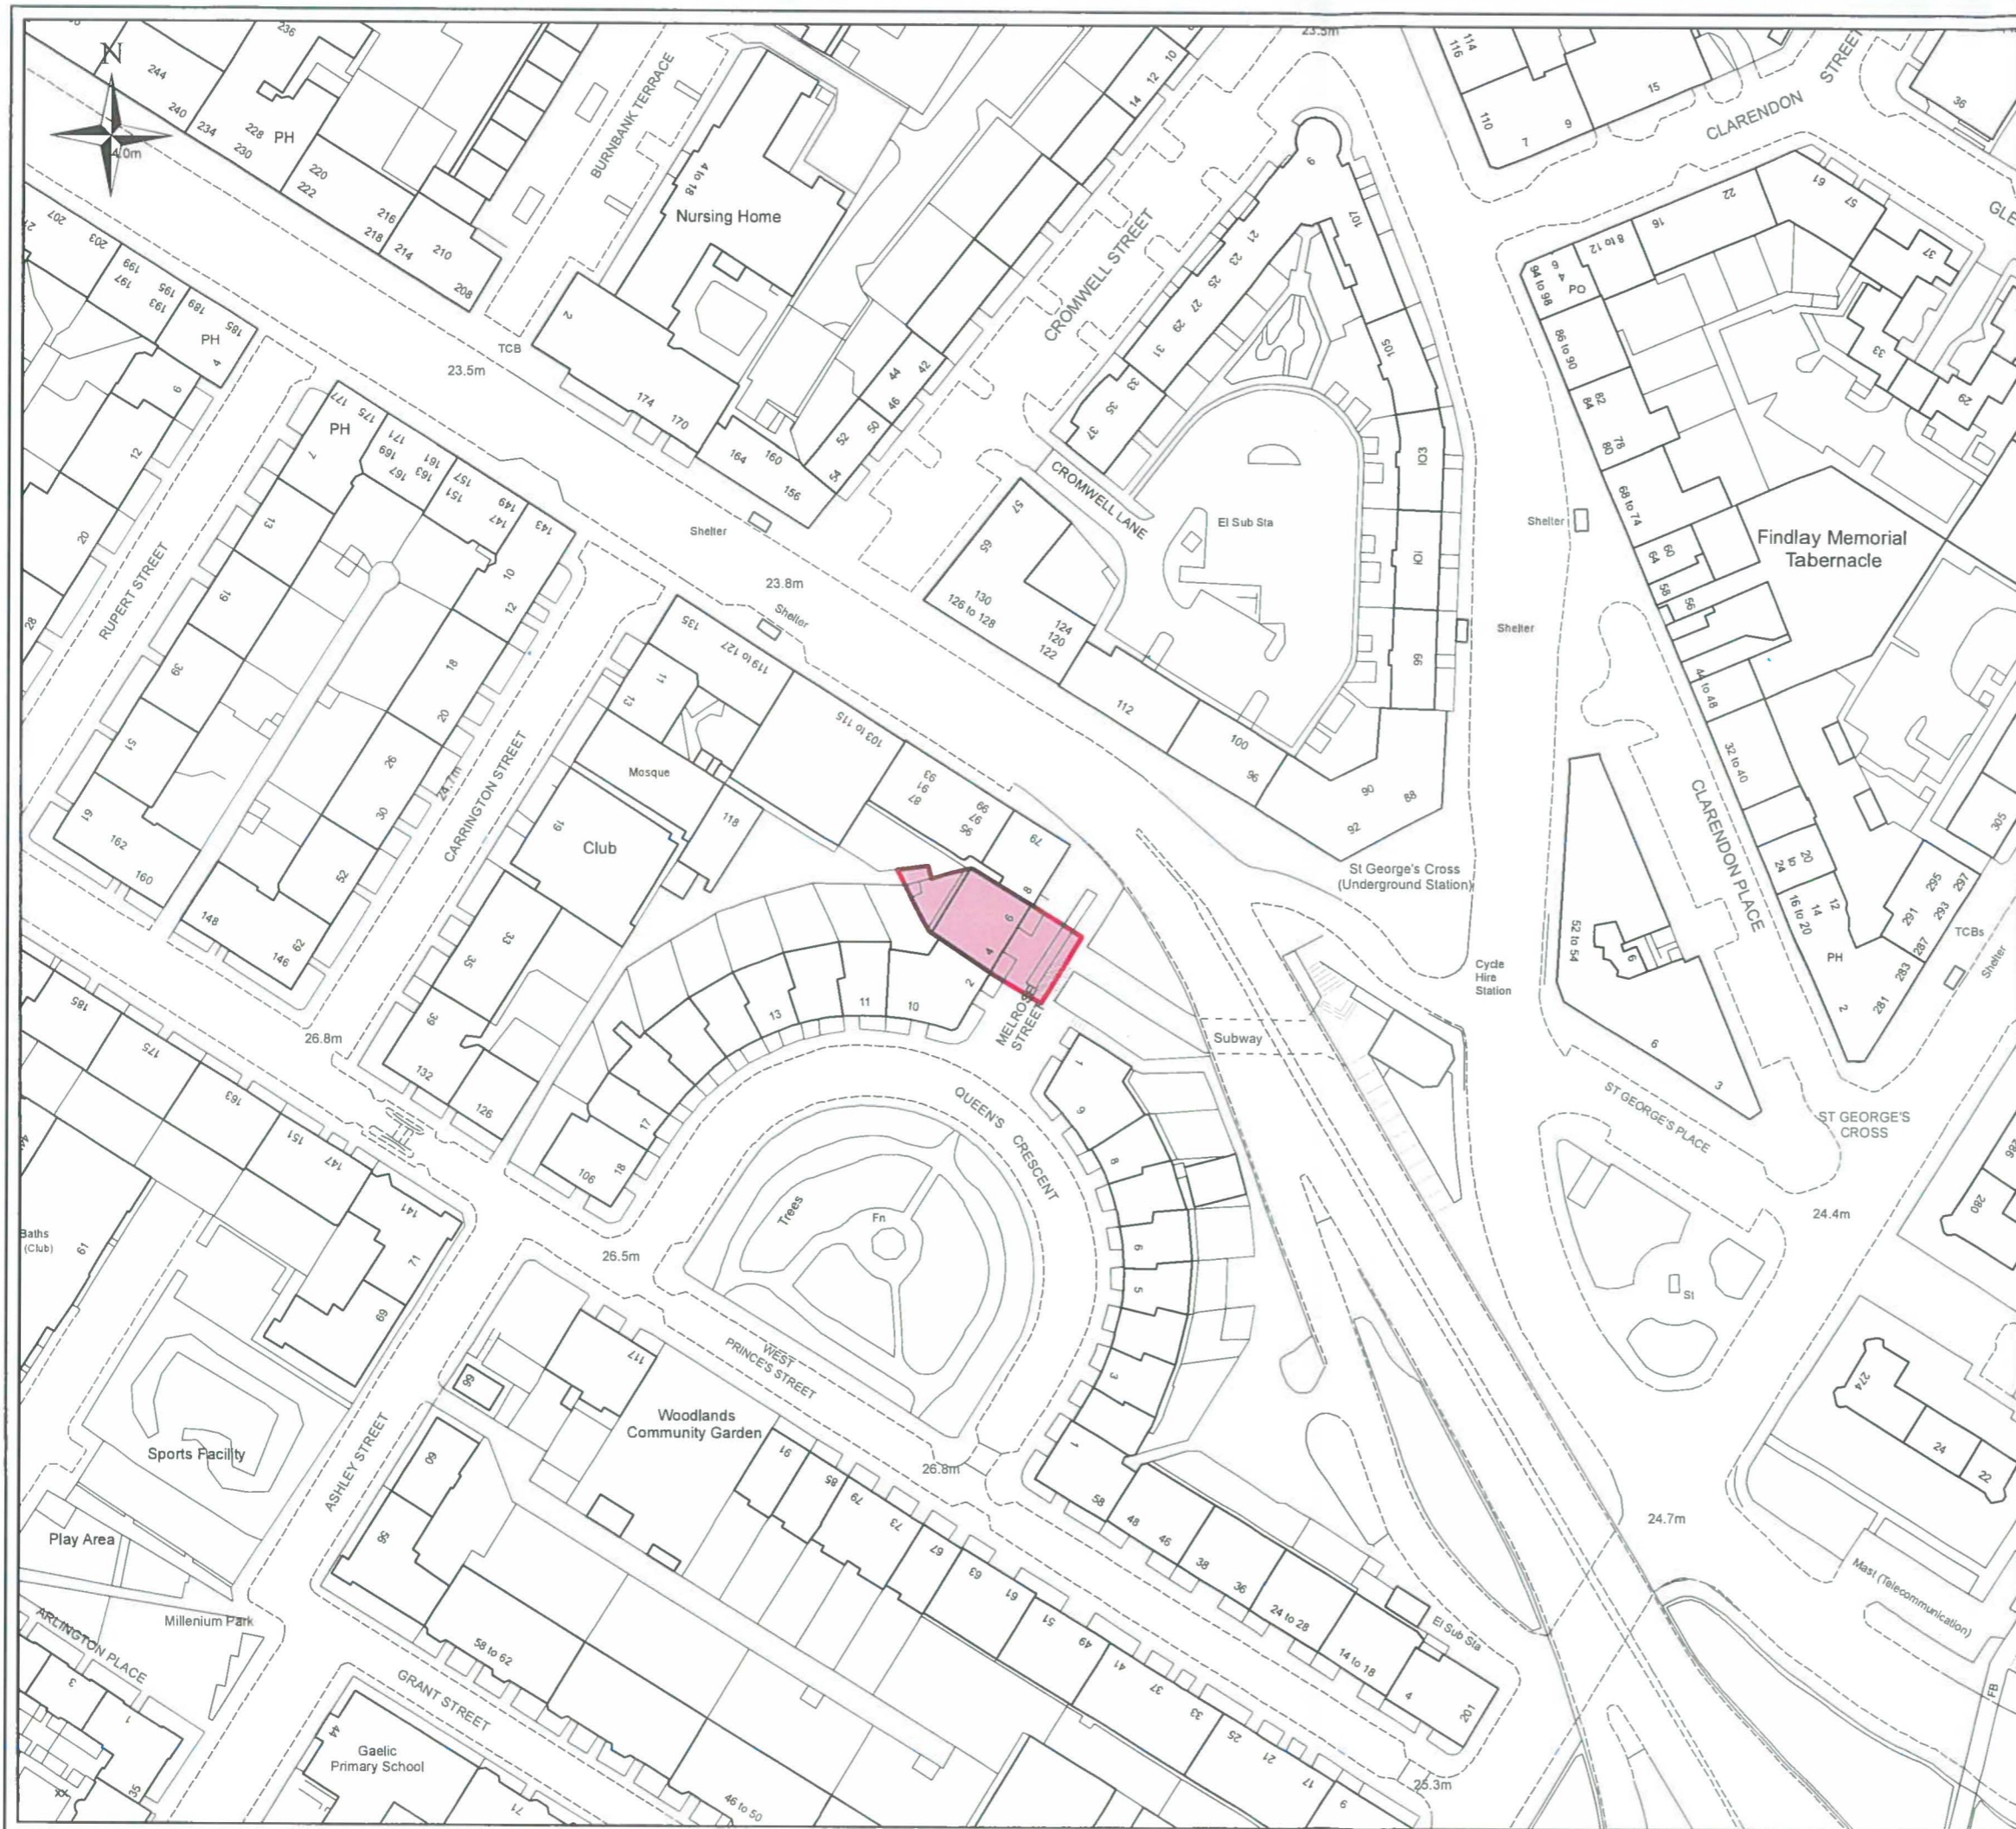 N
236
244
240
234
228
PH
230
220
222
216
218
214
210
208
BURNBANK TERRACE
4 to 18
Nursing Home
10
12
14
23.5m
114
116
110
7
9
15
CLARENDON
STREET
36
207
203
199
197
195
193
189
185
PH
4
6
12
20
28
RUPERT STREET
TCB
23.5m
2
174
170
164
160
156
44
42
46
50
52
54
CROMWELL STREET
9
21
23
25
27
29
31
33
35
37
107
105
103
101
99
CROMWELL LANE
El Sub Sta
57
65
130
126 to 128
124
120
122
112
100
96
90
88
92
22
16
8 to 12
6
4
PO
94 to 98
86 to 90
82
84
78
80
68 to 74
60
64
58
56
44 to 48
32 to 40
61
57
37
33
29
Findlay Memorial
Tabernacle
Shelter
Shelter
Shelter
23.8m
Shelter
177
175
PH
7
171
169
167
163
161
157
151
149
147
143
13
19
39
51
61
162
160
10
12
18
20
26
30
52
148
62
146
24.7m
CARRINGTON STREET
135
119 to 127
103 to 115
11
13
Mosque
118
19
Club
93
91
87
99
97
95
79
8
6
4
2
MELROSE
STREET
33
35
39
132
126
10
11
13
17
18
106
St George's Cross
(Underground Station)
Cycle
Hire
Station
Subway
CLARENDON PLACE
52 to 54
6
20
to
24
12
14
16 to 20
PH
2
295
297
291
293
287
283
281
305
TCBs
Shelter
6
3
ST GEORGE'S PLACE
ST GEORGE'S
CROSS
24.4m
280
St
274
24
22
24.7m
Mast (Telecommunication)
FB
QUEEN'S
CRESCENT
1
9
8
6
5
3
1
58
48
46
38
36
24 to 28
14 to 18
4
201
El Sub Sta
Trees
Fn
185
175
163
151
147
141
71
69
26.8m
26.5m
Baths
(Club)
61
WEST
PRINCE'S STREET
26.8m
117
66
Woodlands
Community Garden
91
85
79
73
67
63
61
51
49
41
37
33
25
21
17
9
25.3m
Sports Facility
ASHLEY STREET
60
56
58 to 62
Play Area
Millenium Park
ARLINGTON PLACE
3
1
35
GRANT STREET
44
Gaelic
Primary School
71
46 to 50